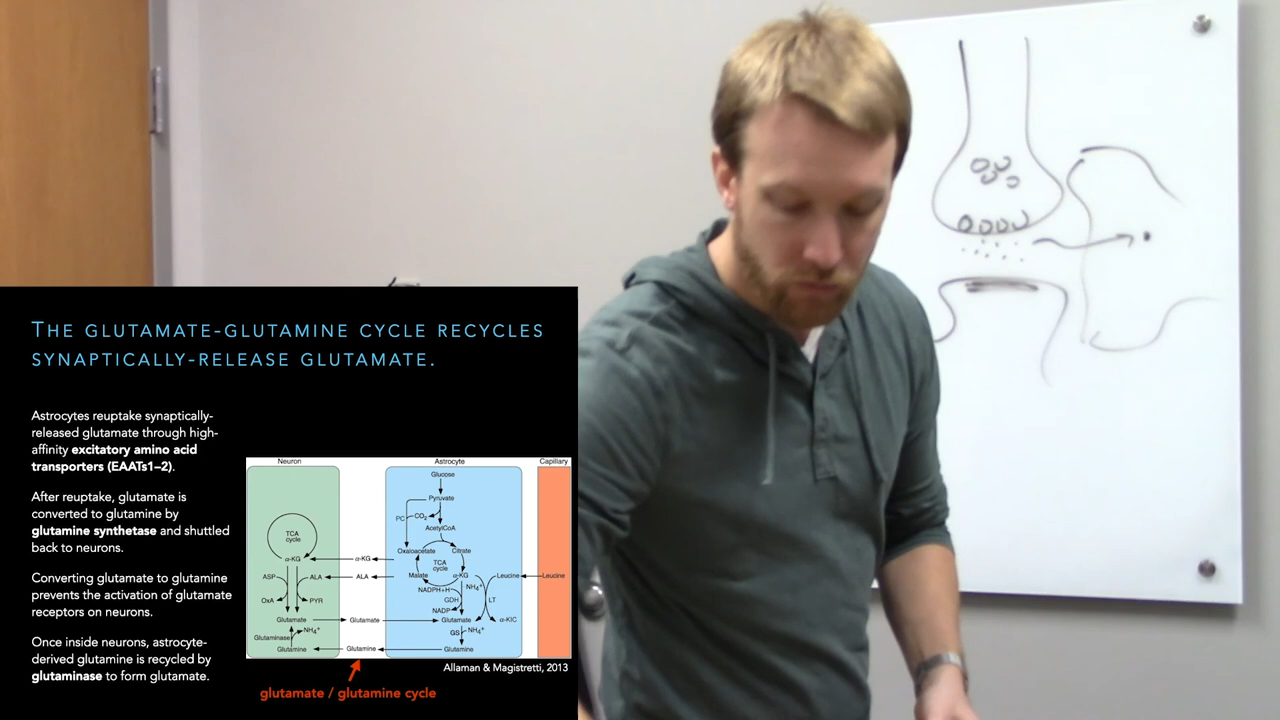 THE GLUTAMATE-GLUTAMINE CYCLE RECYCLES
SYNAPTICALLY-RELEASE GLUTAMATE.
Astrocytes reuptake synaptically-
released glutamate through high-
affinity excitatory amino acid
transporters (EAATs1–2).
After reuptake, glutamate is
converted to glutamine by
glutamine synthetase and shuttled
back to neurons.
Converting glutamate to glutamine
prevents the activation of glutamate
receptors on neurons.
Once inside neurons, astrocyte-
derived glutamine is recycled by
glutaminase to form glutamate.
Neuron Astrocyte Capillary
Glucose
Pyruvate
PC CO2
AcetylCoA
TCA
cycle
Oxaloacetate Citrate
α-KG α-KG
TCA
cycle
ASP ALA ALA Malate α-KG Leucine Leucine
NADPH+H+ NH4+
OxA PYR GDH LT
NADP
Glutamate Glutamate Glutamate α-KIC
Glutaminase NH4+ GS NH4+
Glutamine Glutamine Glutamine
Allaman & Magistretti, 2013
glutamate / glutamine cycle